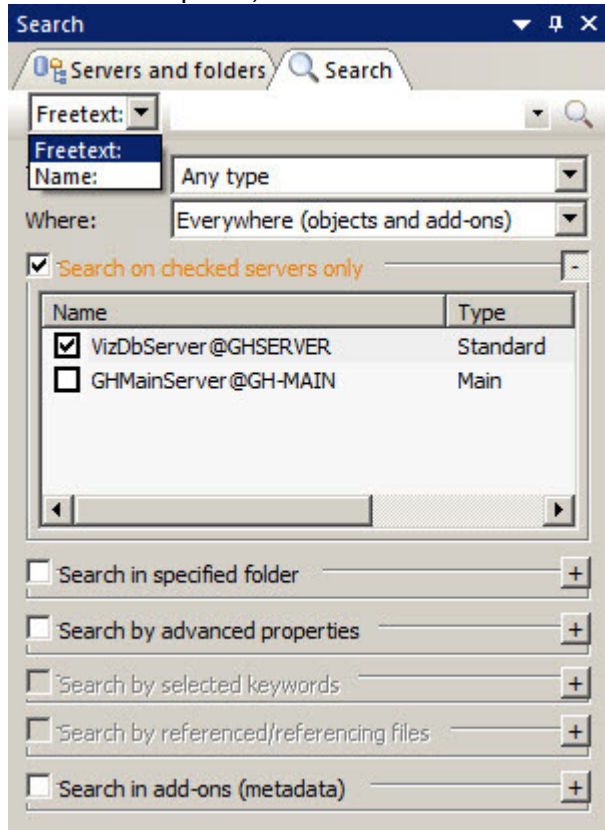 Search
Servers and folders Search
Freetext:
Freetext:
Name:
Any type
Where: Everywhere (objects and add-ons)
Search on checked servers only -
Name Type
VizDbServer@GHSERVER Standard
GHMainServer@GH-MAIN Main
Search in specified folder +
Search by advanced properties +
Search by selected keywords +
Search by referenced/referencing files +
Search in add-ons (metadata) +